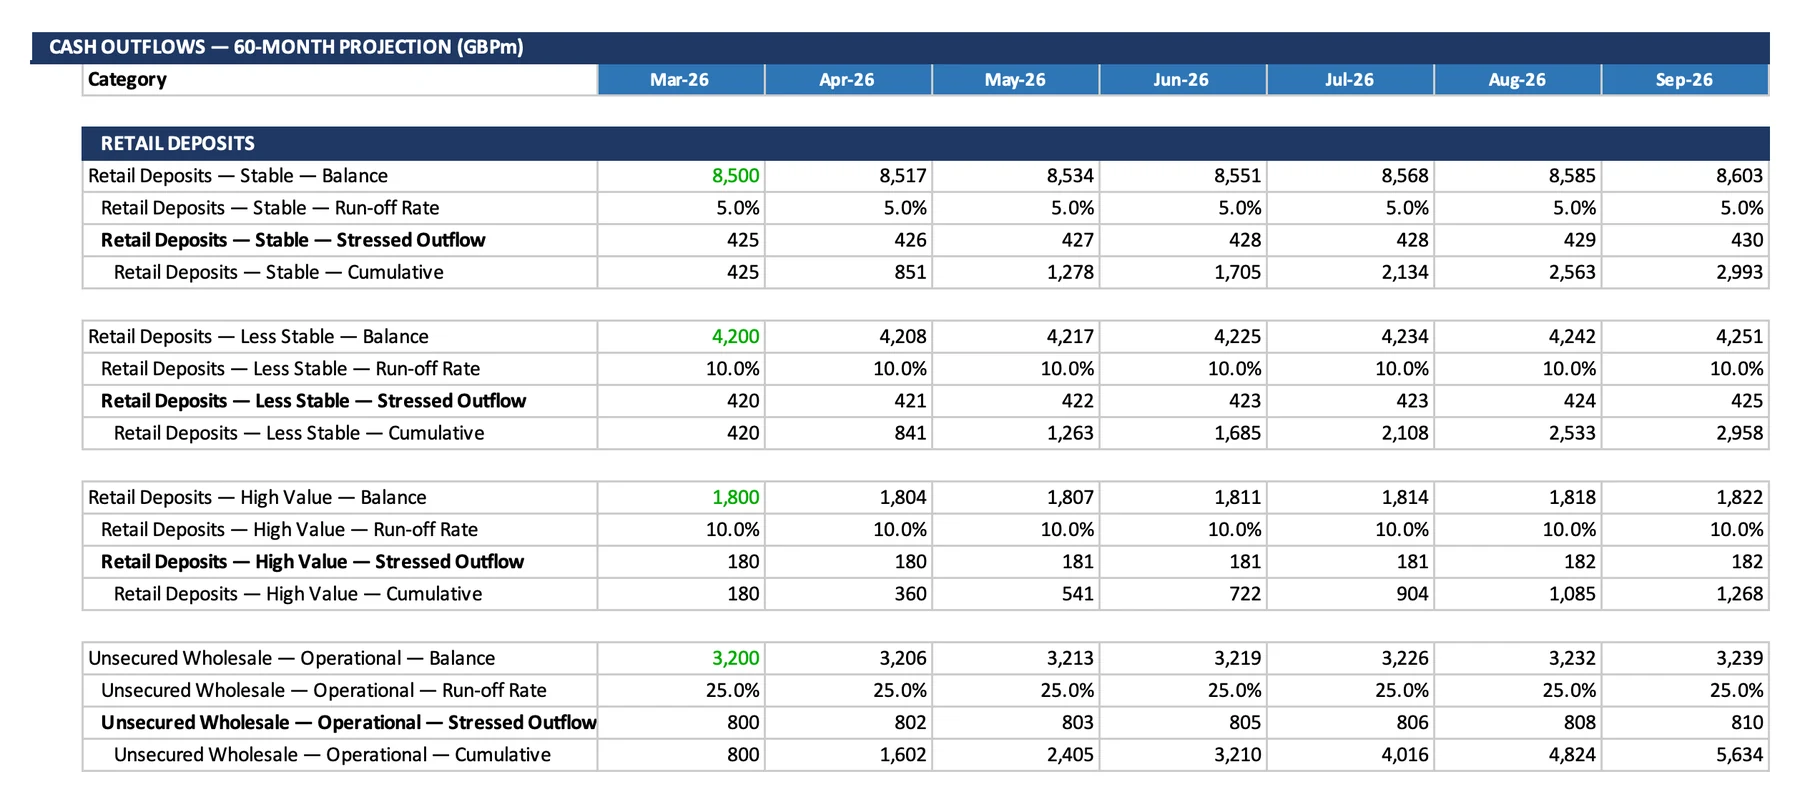 CASH OUTFLOWS — 60-MONTH PROJECTION (GBPm)
Category Mar-26 Apr-26 May-26 Jun-26 Jul-26 Aug-26 Sep-26
RETAIL DEPOSITS
Retail Deposits — Stable — Balance 8,500 8,517 8,534 8,551 8,568 8,585 8,603
Retail Deposits — Stable — Run-off Rate 5.0% 5.0% 5.0% 5.0% 5.0% 5.0% 5.0%
Retail Deposits — Stable — Stressed Outflow 425 426 427 428 428 429 430
Retail Deposits — Stable — Cumulative 425 851 1,278 1,705 2,134 2,563 2,993
Retail Deposits — Less Stable — Balance 4,200 4,208 4,217 4,225 4,234 4,242 4,251
Retail Deposits — Less Stable — Run-off Rate 10.0% 10.0% 10.0% 10.0% 10.0% 10.0% 10.0%
Retail Deposits — Less Stable — Stressed Outflow 420 421 422 423 423 424 425
Retail Deposits — Less Stable — Cumulative 420 841 1,263 1,685 2,108 2,533 2,958
Retail Deposits — High Value — Balance 1,800 1,804 1,807 1,811 1,814 1,818 1,822
Retail Deposits — High Value — Run-off Rate 10.0% 10.0% 10.0% 10.0% 10.0% 10.0% 10.0%
Retail Deposits — High Value — Stressed Outflow 180 180 181 181 181 182 182
Retail Deposits — High Value — Cumulative 180 360 541 722 904 1,085 1,268
Unsecured Wholesale — Operational — Balance 3,200 3,206 3,213 3,219 3,226 3,232 3,239
Unsecured Wholesale — Operational — Run-off Rate 25.0% 25.0% 25.0% 25.0% 25.0% 25.0% 25.0%
Unsecured Wholesale — Operational — Stressed Outflow 800 802 803 805 806 808 810
Unsecured Wholesale — Operational — Cumulative 800 1,602 2,405 3,210 4,016 4,824 5,634